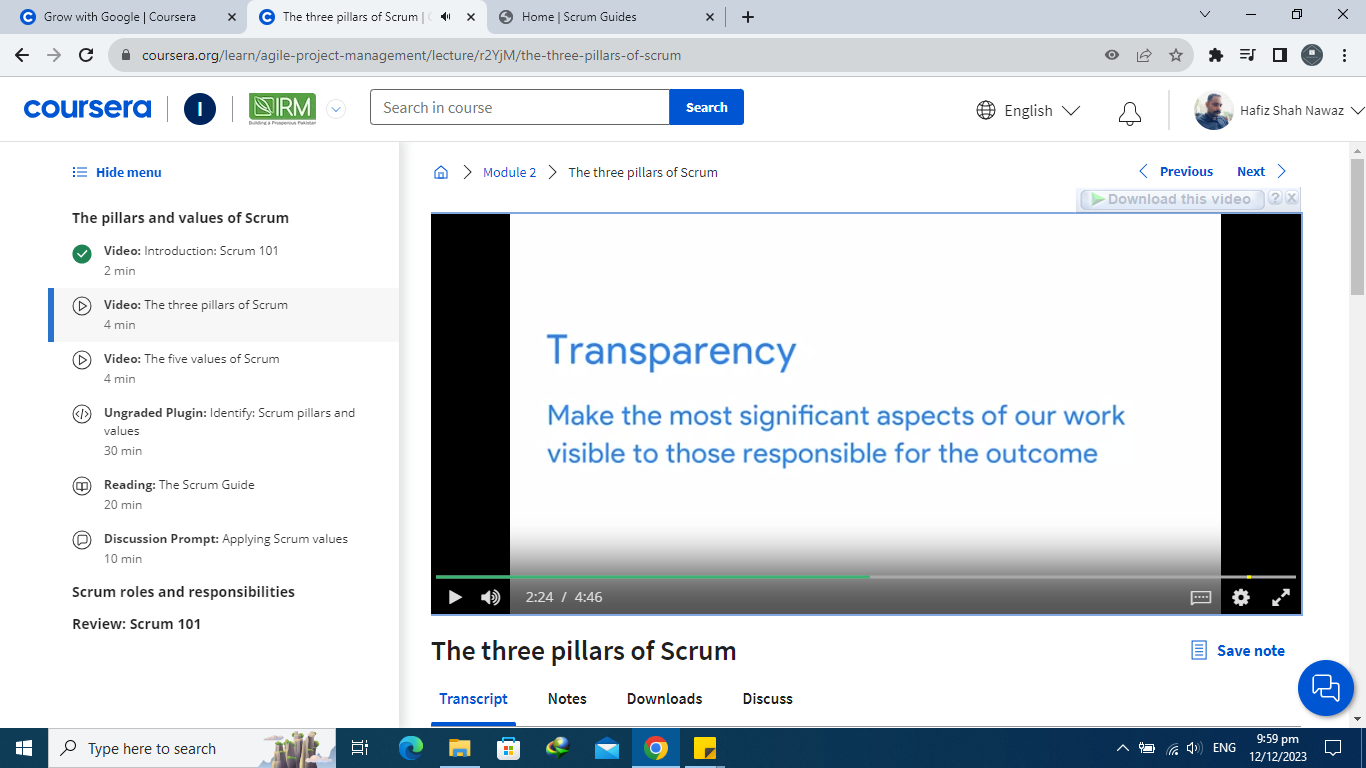 Grow with Google | Coursera
The three pillars of Scrum |
Home | Scrum Guides
coursera.org/learn/agile-project-management/lecture/r2YjM/the-three-pillars-of-scrum
coursera
I
IRM
Building a Prosperous Pakistan
Search in course
Search
English
Hafiz Shah Nawaz
Hide menu
Module 2
The three pillars of Scrum
Previous
Next
Download this video
The pillars and values of Scrum
Video: Introduction: Scrum 101
2 min
Video: The three pillars of Scrum
4 min
Video: The five values of Scrum
4 min
Ungraded Plugin: Identify: Scrum pillars and
values
30 min
Reading: The Scrum Guide
20 min
Discussion Prompt: Applying Scrum values
10 min
Scrum roles and responsibilities
Review: Scrum 101
Transparency
Make the most significant aspects of our work
visible to those responsible for the outcome
2:24 / 4:46
The three pillars of Scrum
Save note
Transcript
Notes
Downloads
Discuss
Type here to search
ENG
9:59 pm
12/12/2023